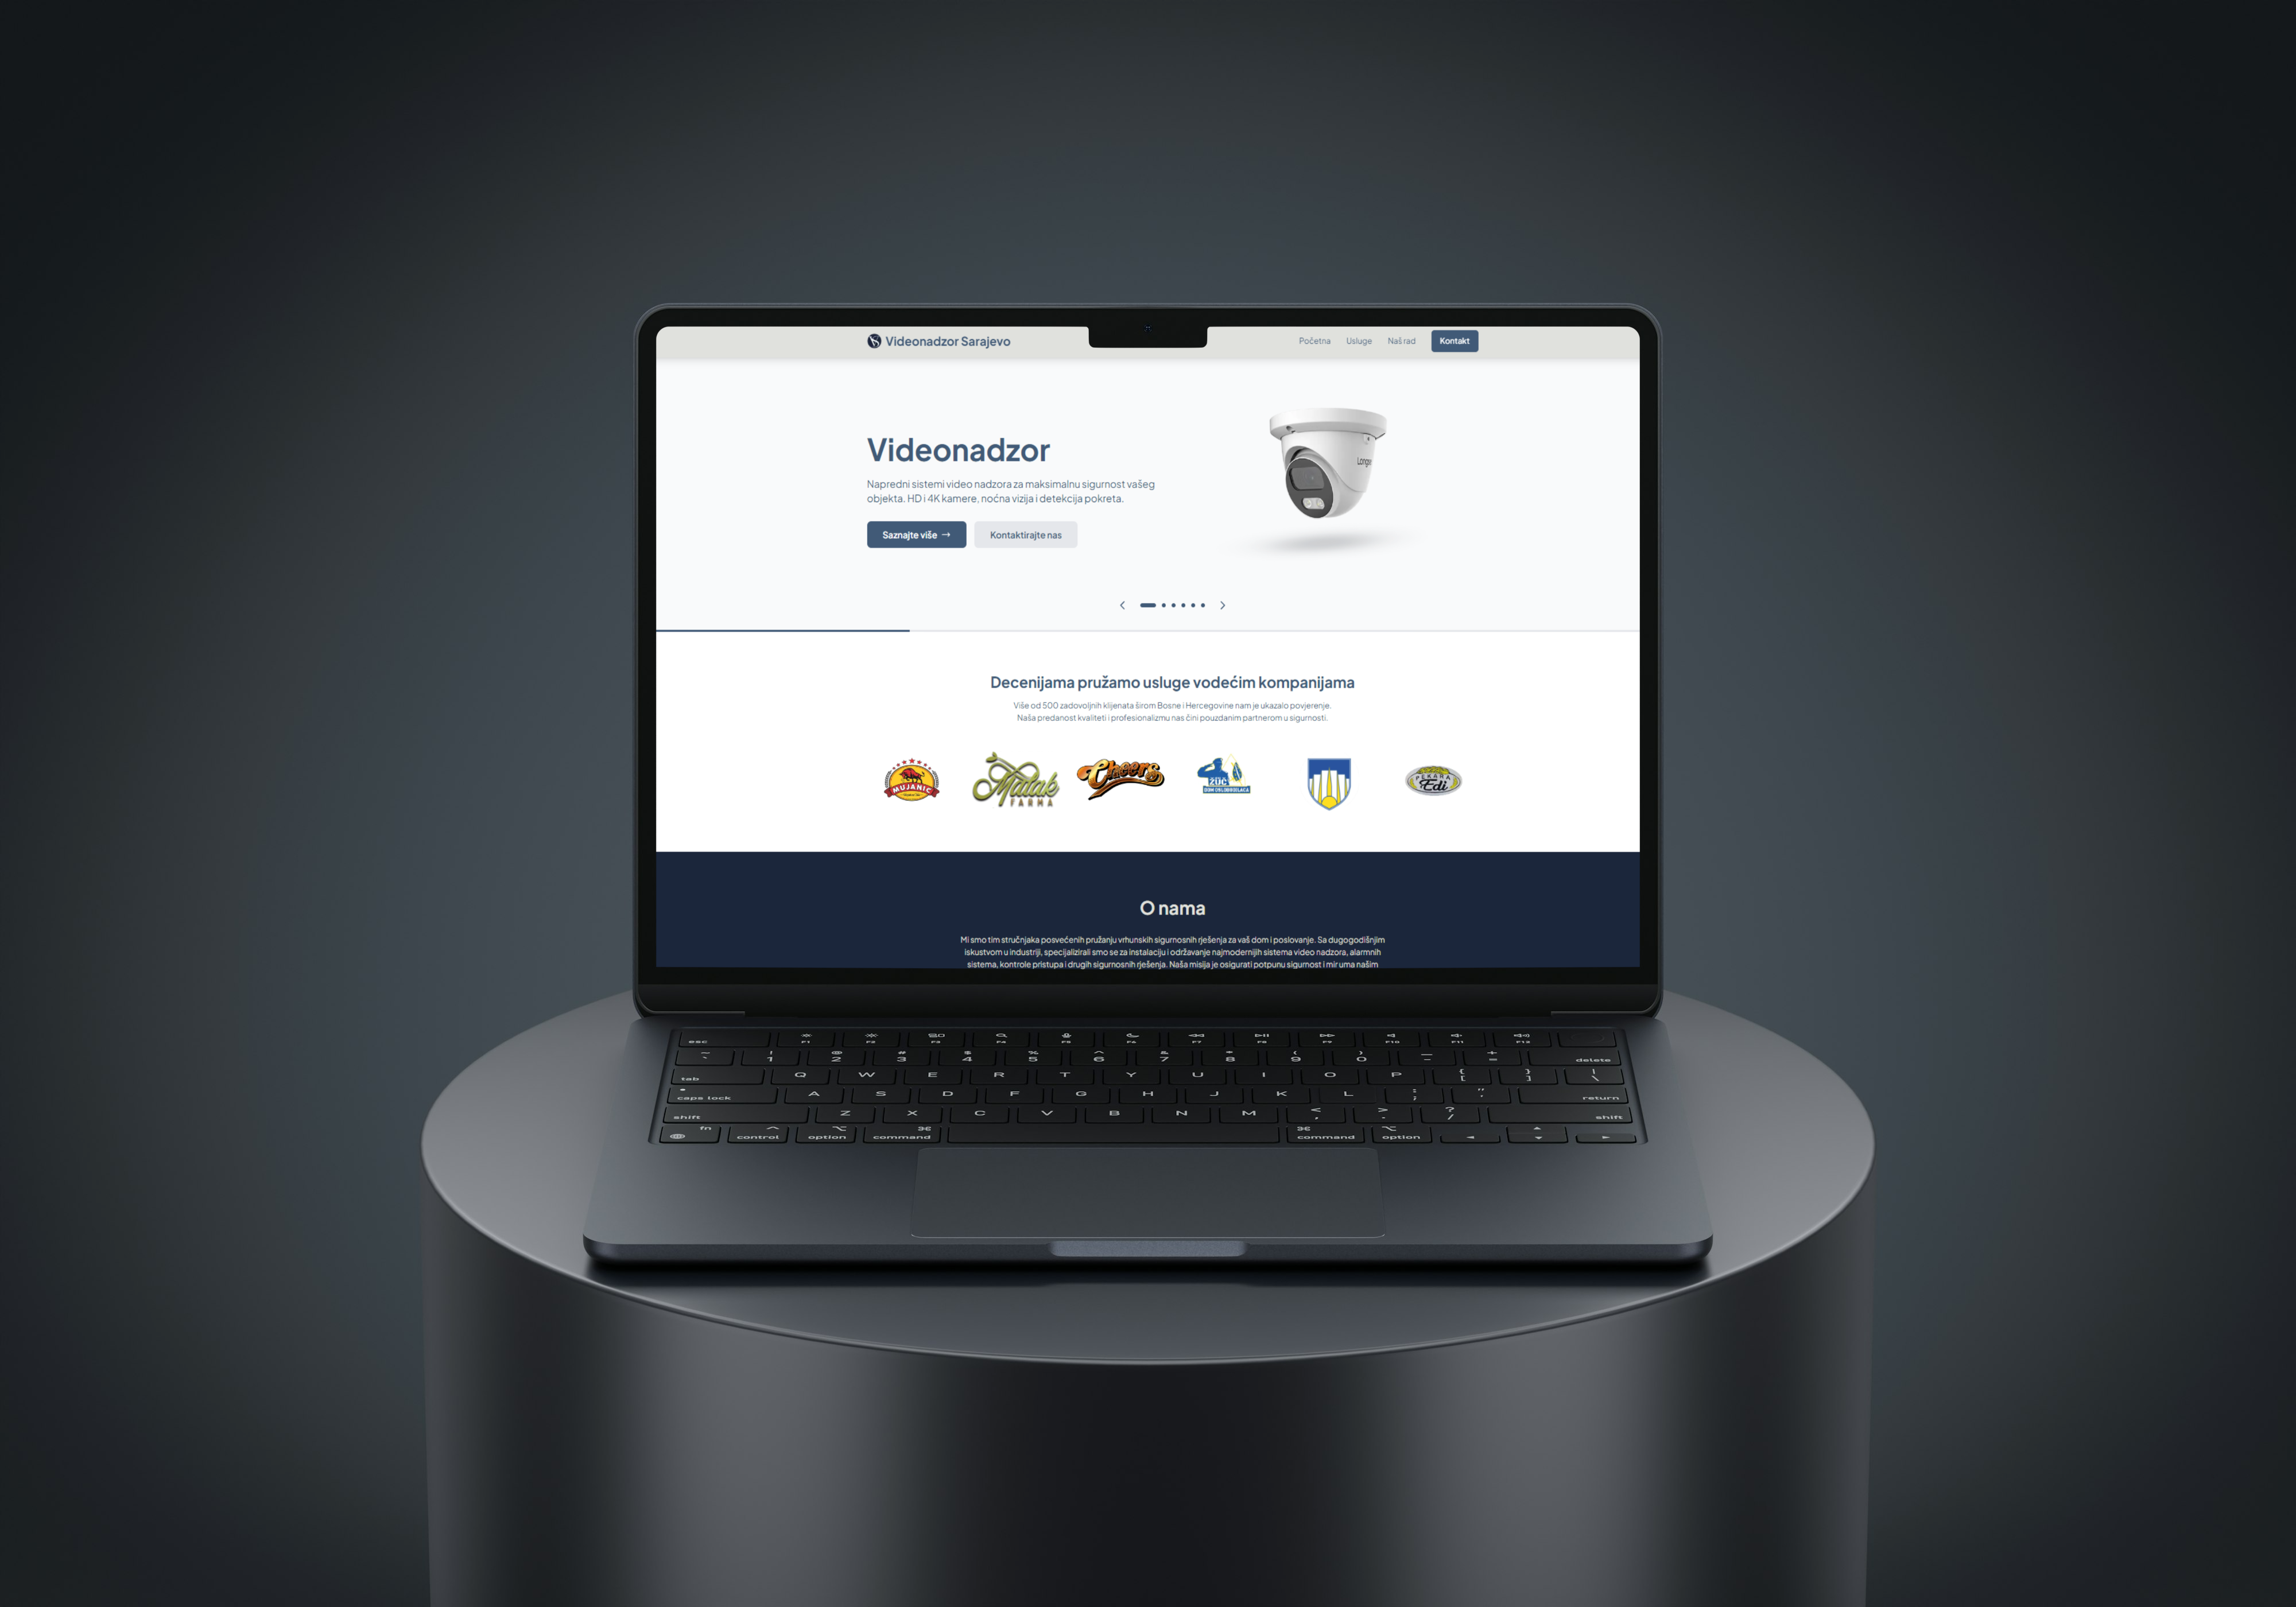 Videonadzor Sarajevo
Početna Usluge Naš rad Kontakt
Videonadzor
Napredni sistemi video nadzora za maksimalnu sigurnost vašeg
objekta. HD i 4K kamere, noćna vizija i detekcija pokreta.
Saznajte više → Kontaktirajte nas
Decenijama pružamo usluge vodećim kompanijama
Više od 500 zadovoljnih klijenata širom Bosne i Hercegovine nam je ukazalo povjerenje.
Naša predanost kvaliteti i profesionalizmu nas čini pouzdanim partnerom u sigurnosti.
MUJANIĆ
Malak
FARMA
Cheers
ŽUČ
DOM OSLOBODILACA
PEKARA
Edi
O nama
Mi smo tim stručnjaka posvećenih pružanju vrhunskih sigurnosnih rješenja za vaš dom i poslovanje. Sa dugogodišnjim
iskustvom u industriji, specijalizirali smo se za instalaciju i održavanje najmodernijih sistema video nadzora, alarmnih
sistema, kontrole pristupa i drugih sigurnosnih rješenja. Naša misija je osigurati potpunu sigurnost i mir uma našim
esc F1 F2 F3 F4 F5 F6 F7 F8 F9 F10 F11 F12
~ ! @ # $ % ^ & * ( ) — +
` 1 2 3 4 5 6 7 8 9 0 – = delete
tab Q W E R T Y U I O P { [ } ] | \
caps lock A S D F G H J K L : ; " ' return
shift Z X C V B N M < , > . ? / shift
fn control option command command option